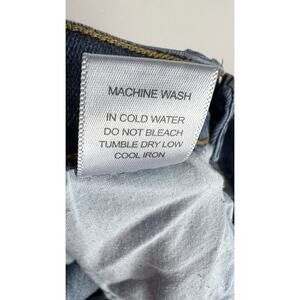 MACHINE WASH
IN COLD WATER
DO NOT BLEACH
TUMBLE DRY LOW
COOL IRON